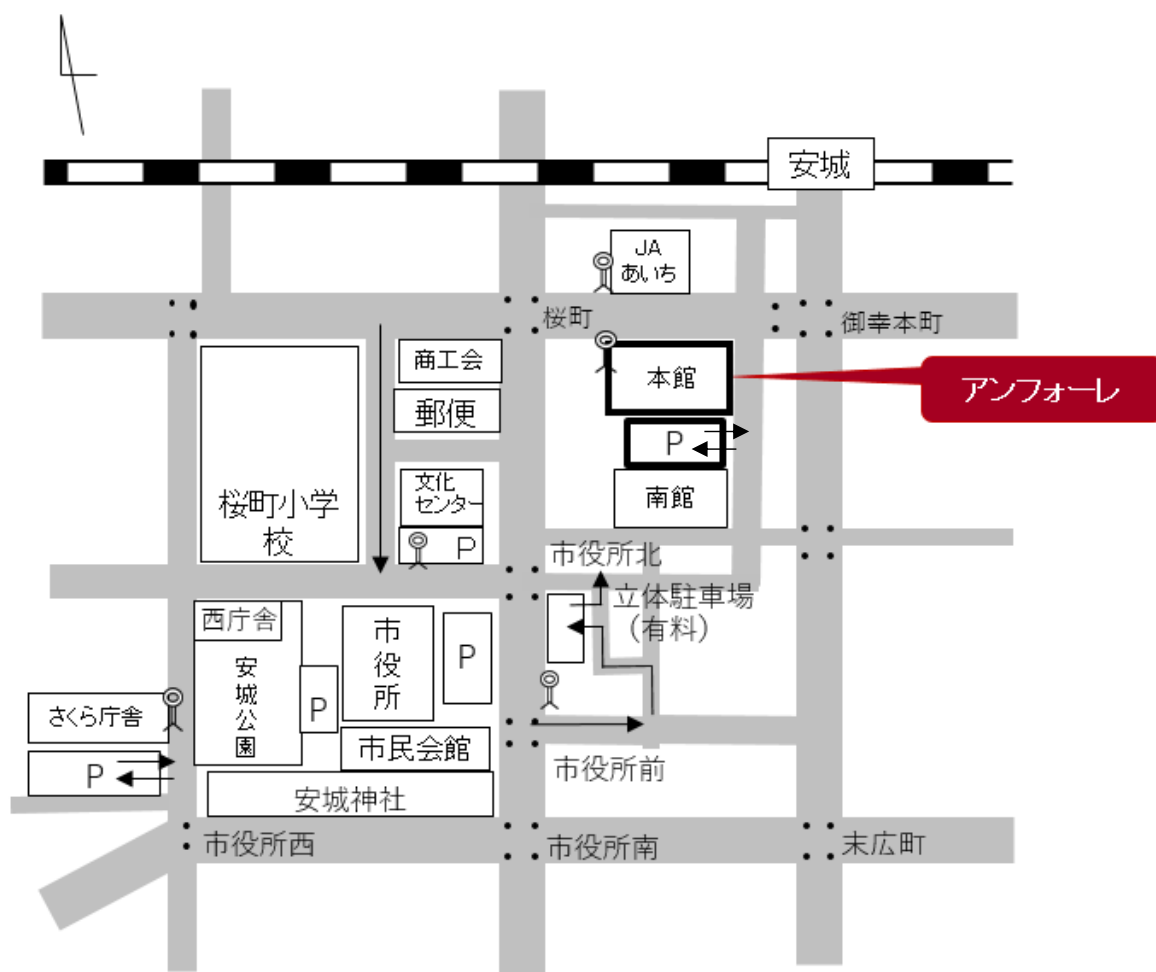 安城
JA
あいち
桜町
御幸本町
商工会
本館
アンフォーレ
郵便
P
文化
センター
南館
桜町小学
校
P
市役所北
立体駐車場
（有料）
西庁舎
市役所
P
安城公園
P
さくら庁舎
市民会館
P
市役所前
安城神社
市役所西
市役所南
末広町